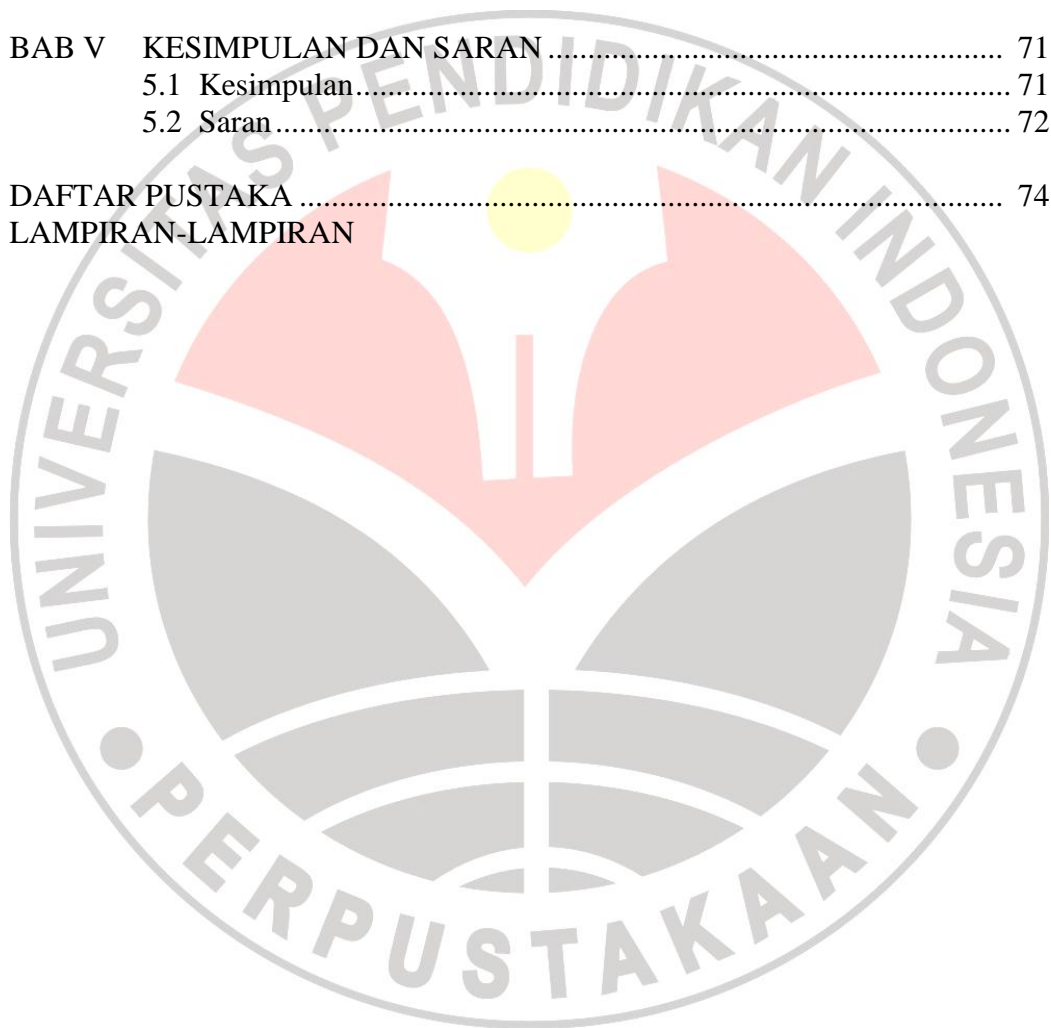 BAB V KESIMPULAN DAN SARAN ........................................................ 71
5.1 Kesimpulan................................................................................. 71
5.2 Saran........................................................................................... 72
DAFTAR PUSTAKA ....................................................................................... 74
LAMPIRAN-LAMPIRAN
UNIVERSITAS PENDIDIKAN INDONESIA
PERPUSTAKAAN